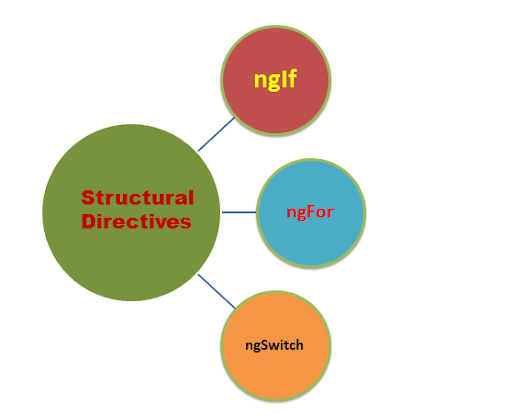 ngIf
Structural
Directives
ngFor
ngSwitch